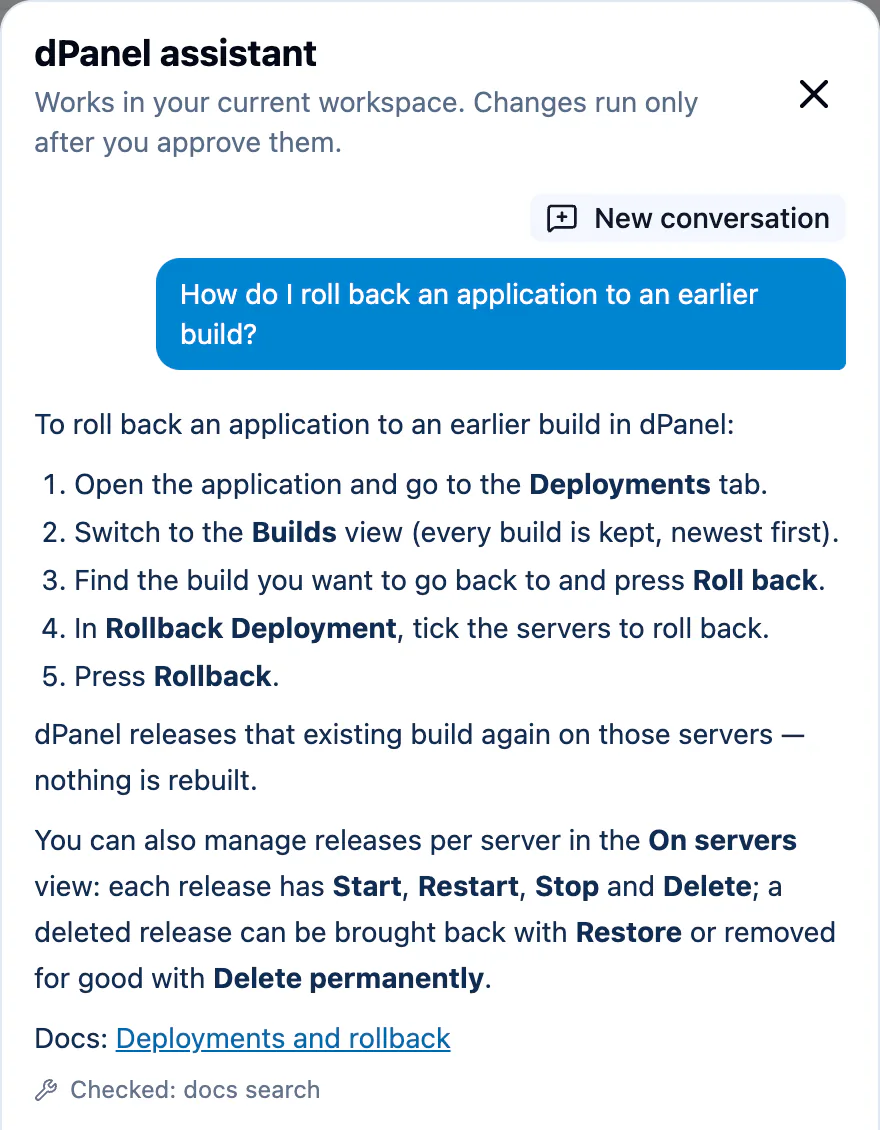 dPanel assistant
Works in your current workspace. Changes run only
after you approve them.
New conversation
How do I roll back an application to an earlier
build?
To roll back an application to an earlier build in dPanel:
1. Open the application and go to the Deployments tab.
2. Switch to the Builds view (every build is kept, newest first).
3. Find the build you want to go back to and press Roll back.
4. In Rollback Deployment, tick the servers to roll back.
5. Press Rollback.
dPanel releases that existing build again on those servers —
nothing is rebuilt.
You can also manage releases per server in the On servers
view: each release has Start, Restart, Stop and Delete; a
deleted release can be brought back with Restore or removed
for good with Delete permanently.
Docs: Deployments and rollback
Checked: docs search